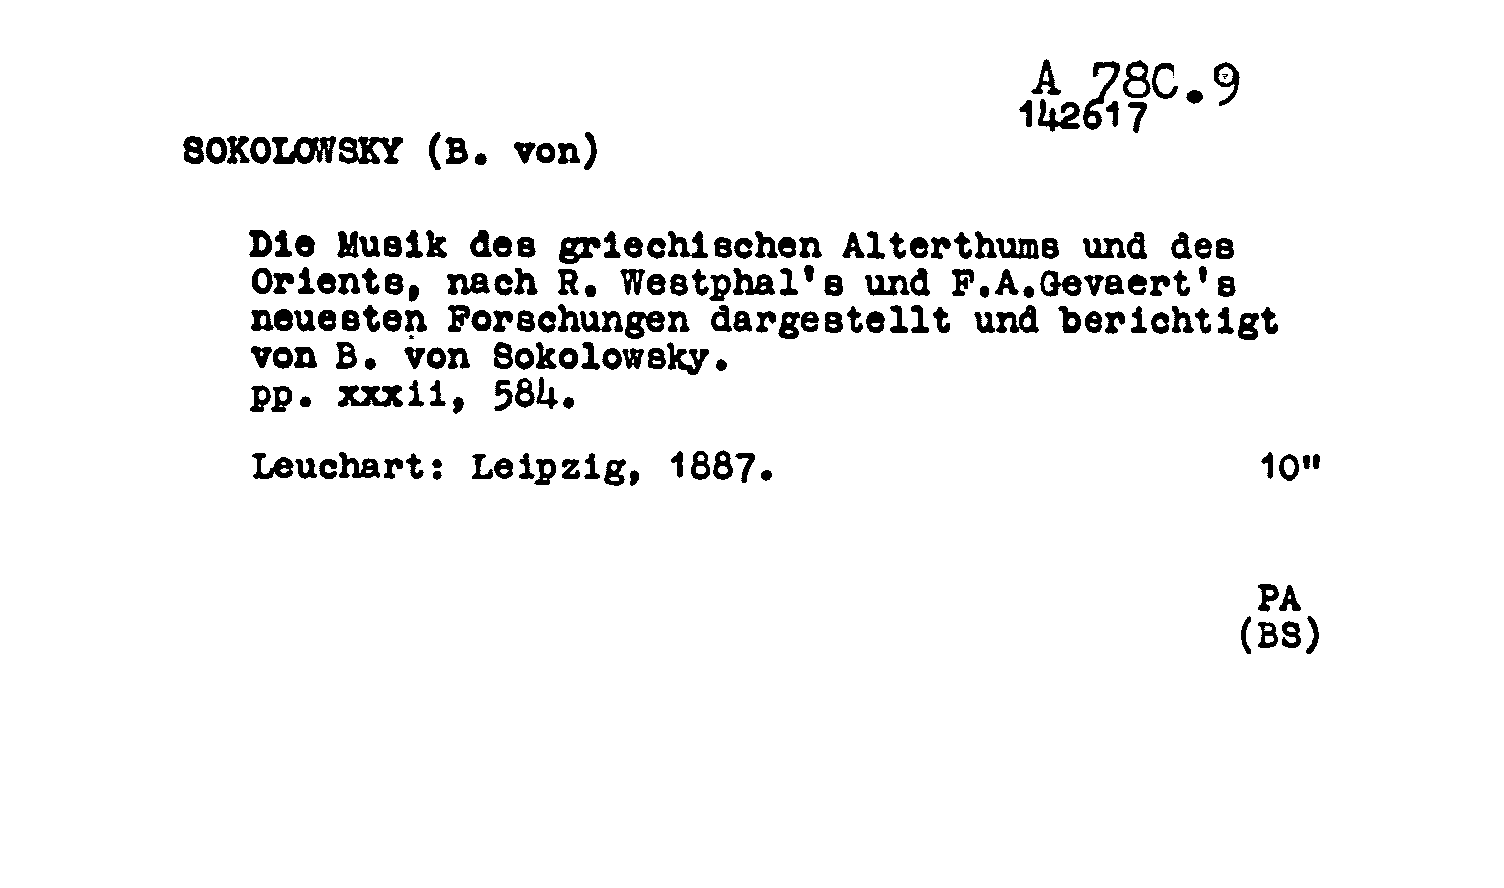 A 78C.9
142617
SOKOLOWSKY (B. von)
Die Musik des griechischen Alterthums und des
Orients, nach R. Westphal's und F.A.Gevaert's
neuesten Forschungen dargestellt und berichtigt
von B. von Sokolowsky.
pp. xxxii, 584.
Leuchart: Leipzig, 1887. 10"
PA
(BS)